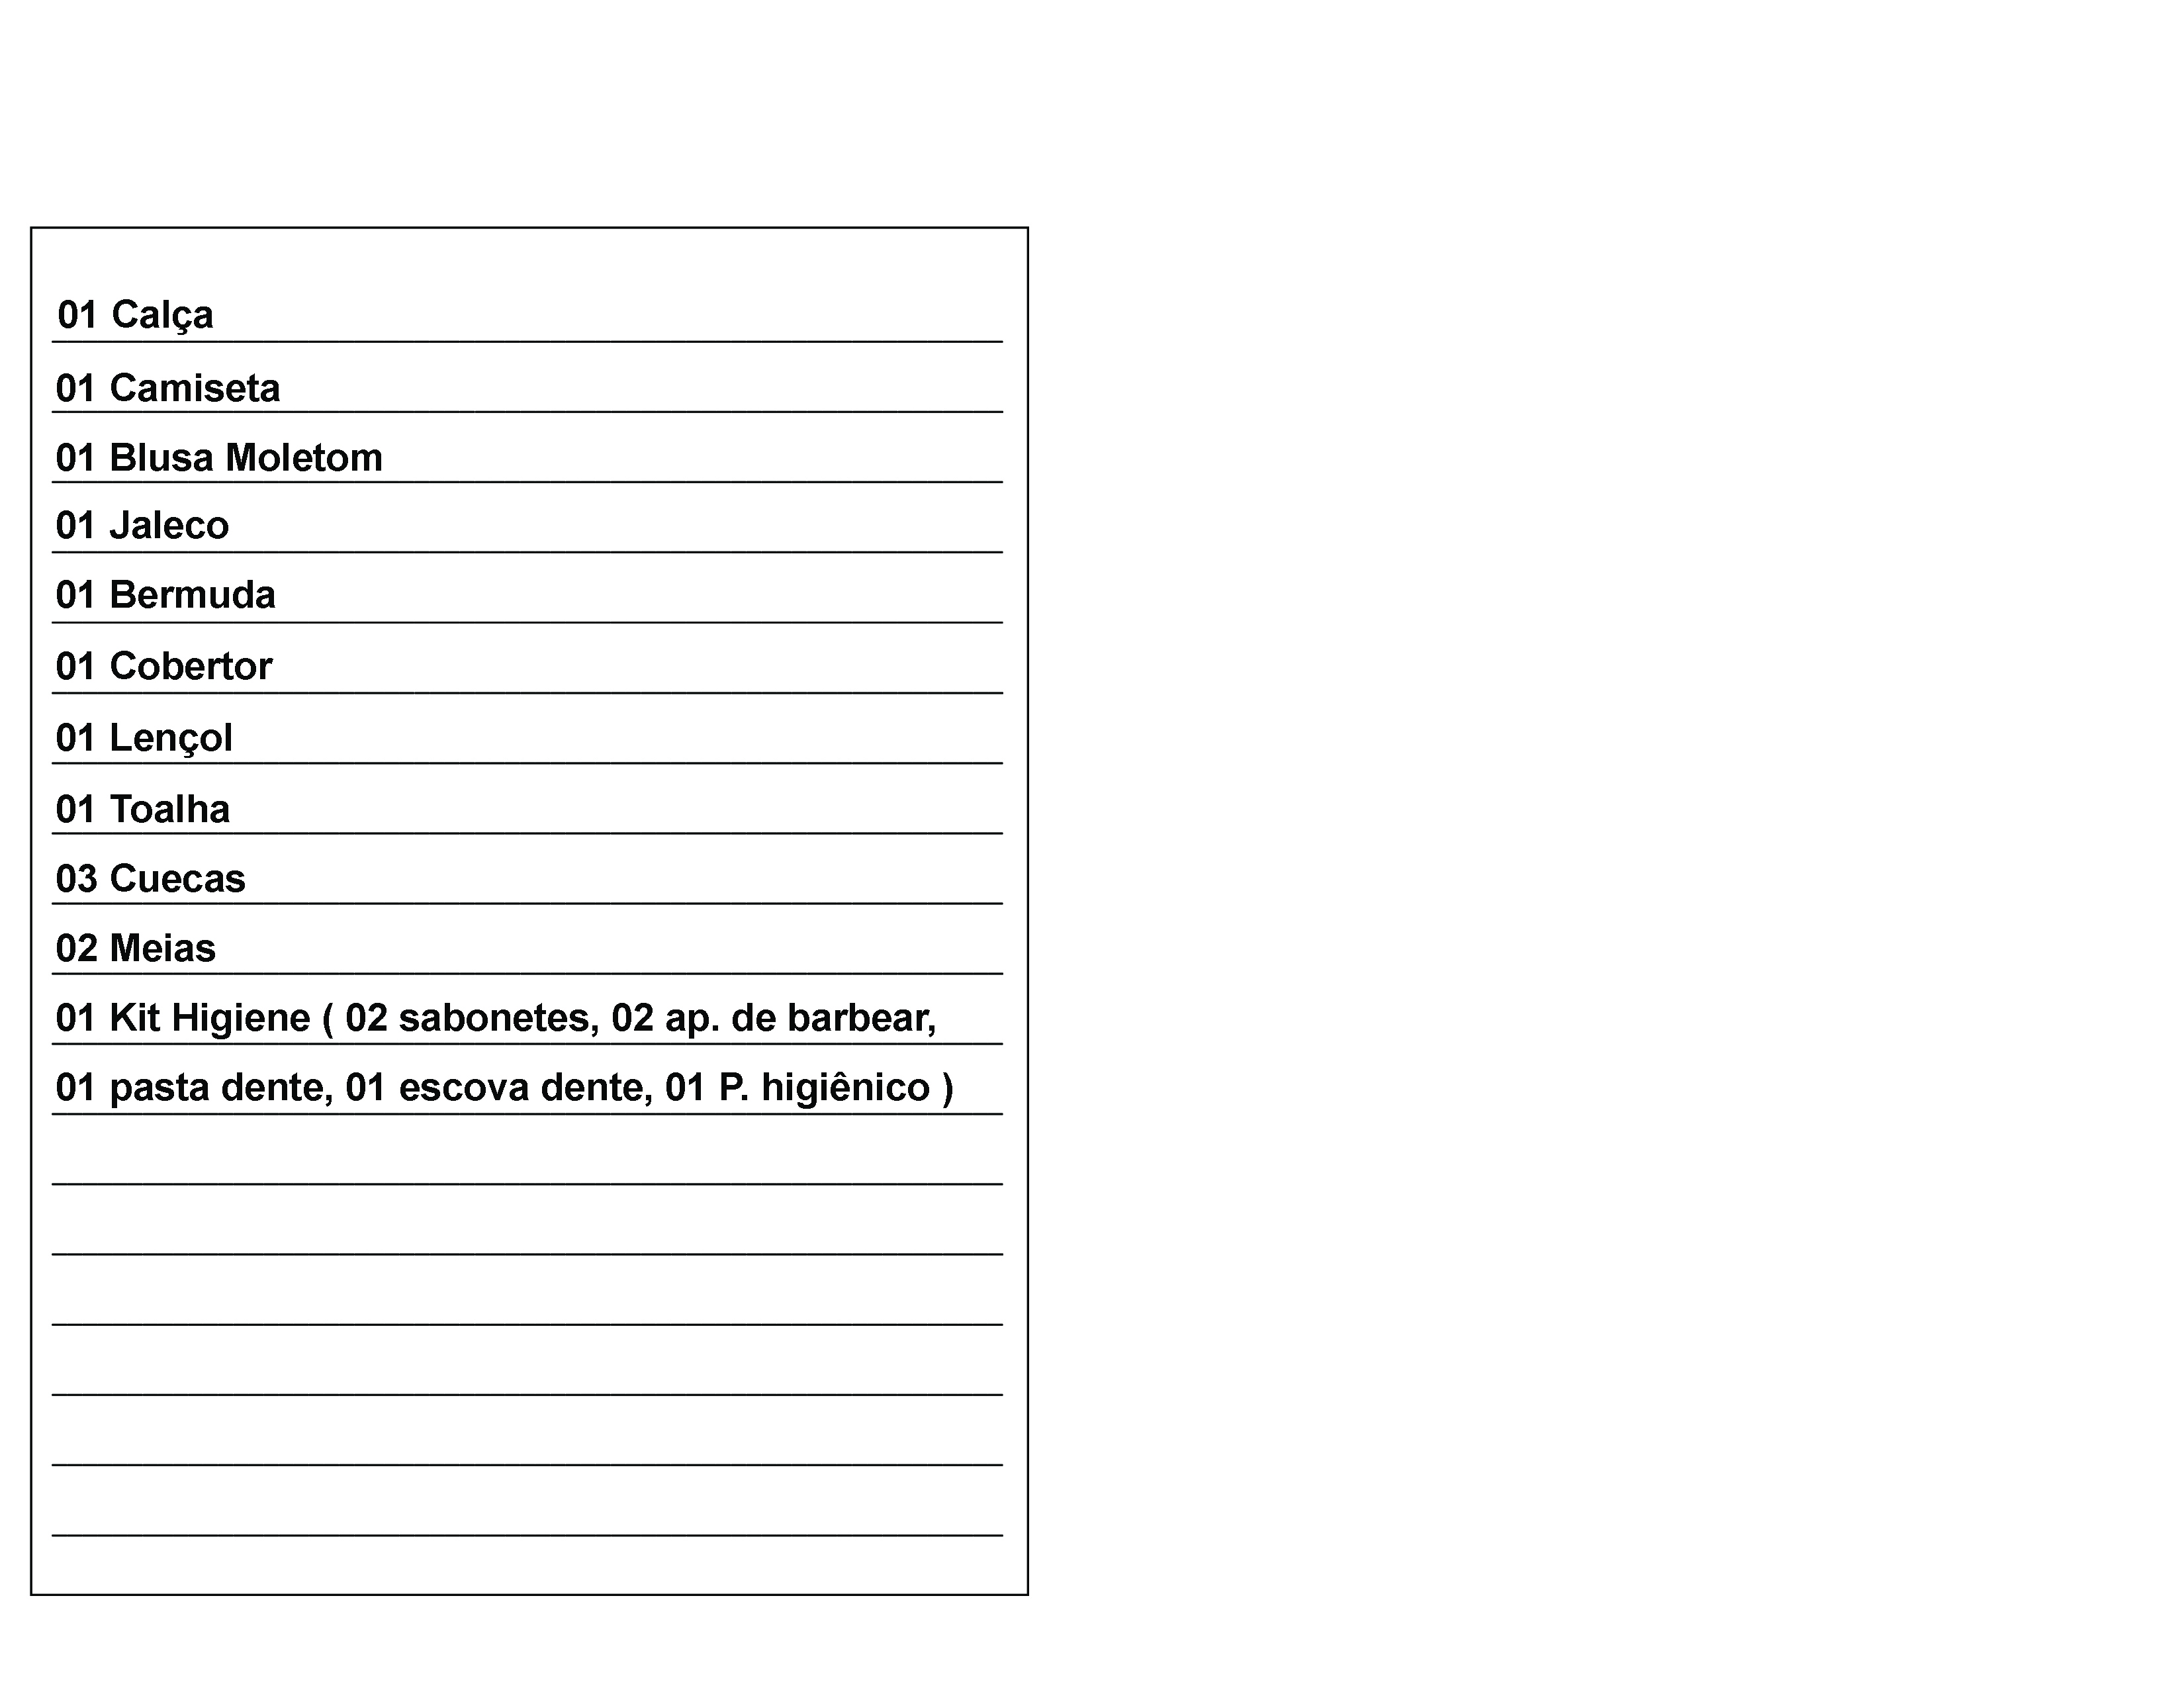 01 Calça
01 Camiseta
01 Blusa Moletom
01 Jaleco
01 Bermuda
01 Cobertor
01 Lençol
01 Toalha
03 Cuecas
02 Meias
01 Kit Higiene ( 02 sabonetes, 02 ap. de barbear,
01 pasta dente, 01 escova dente, 01 P. higiênico )